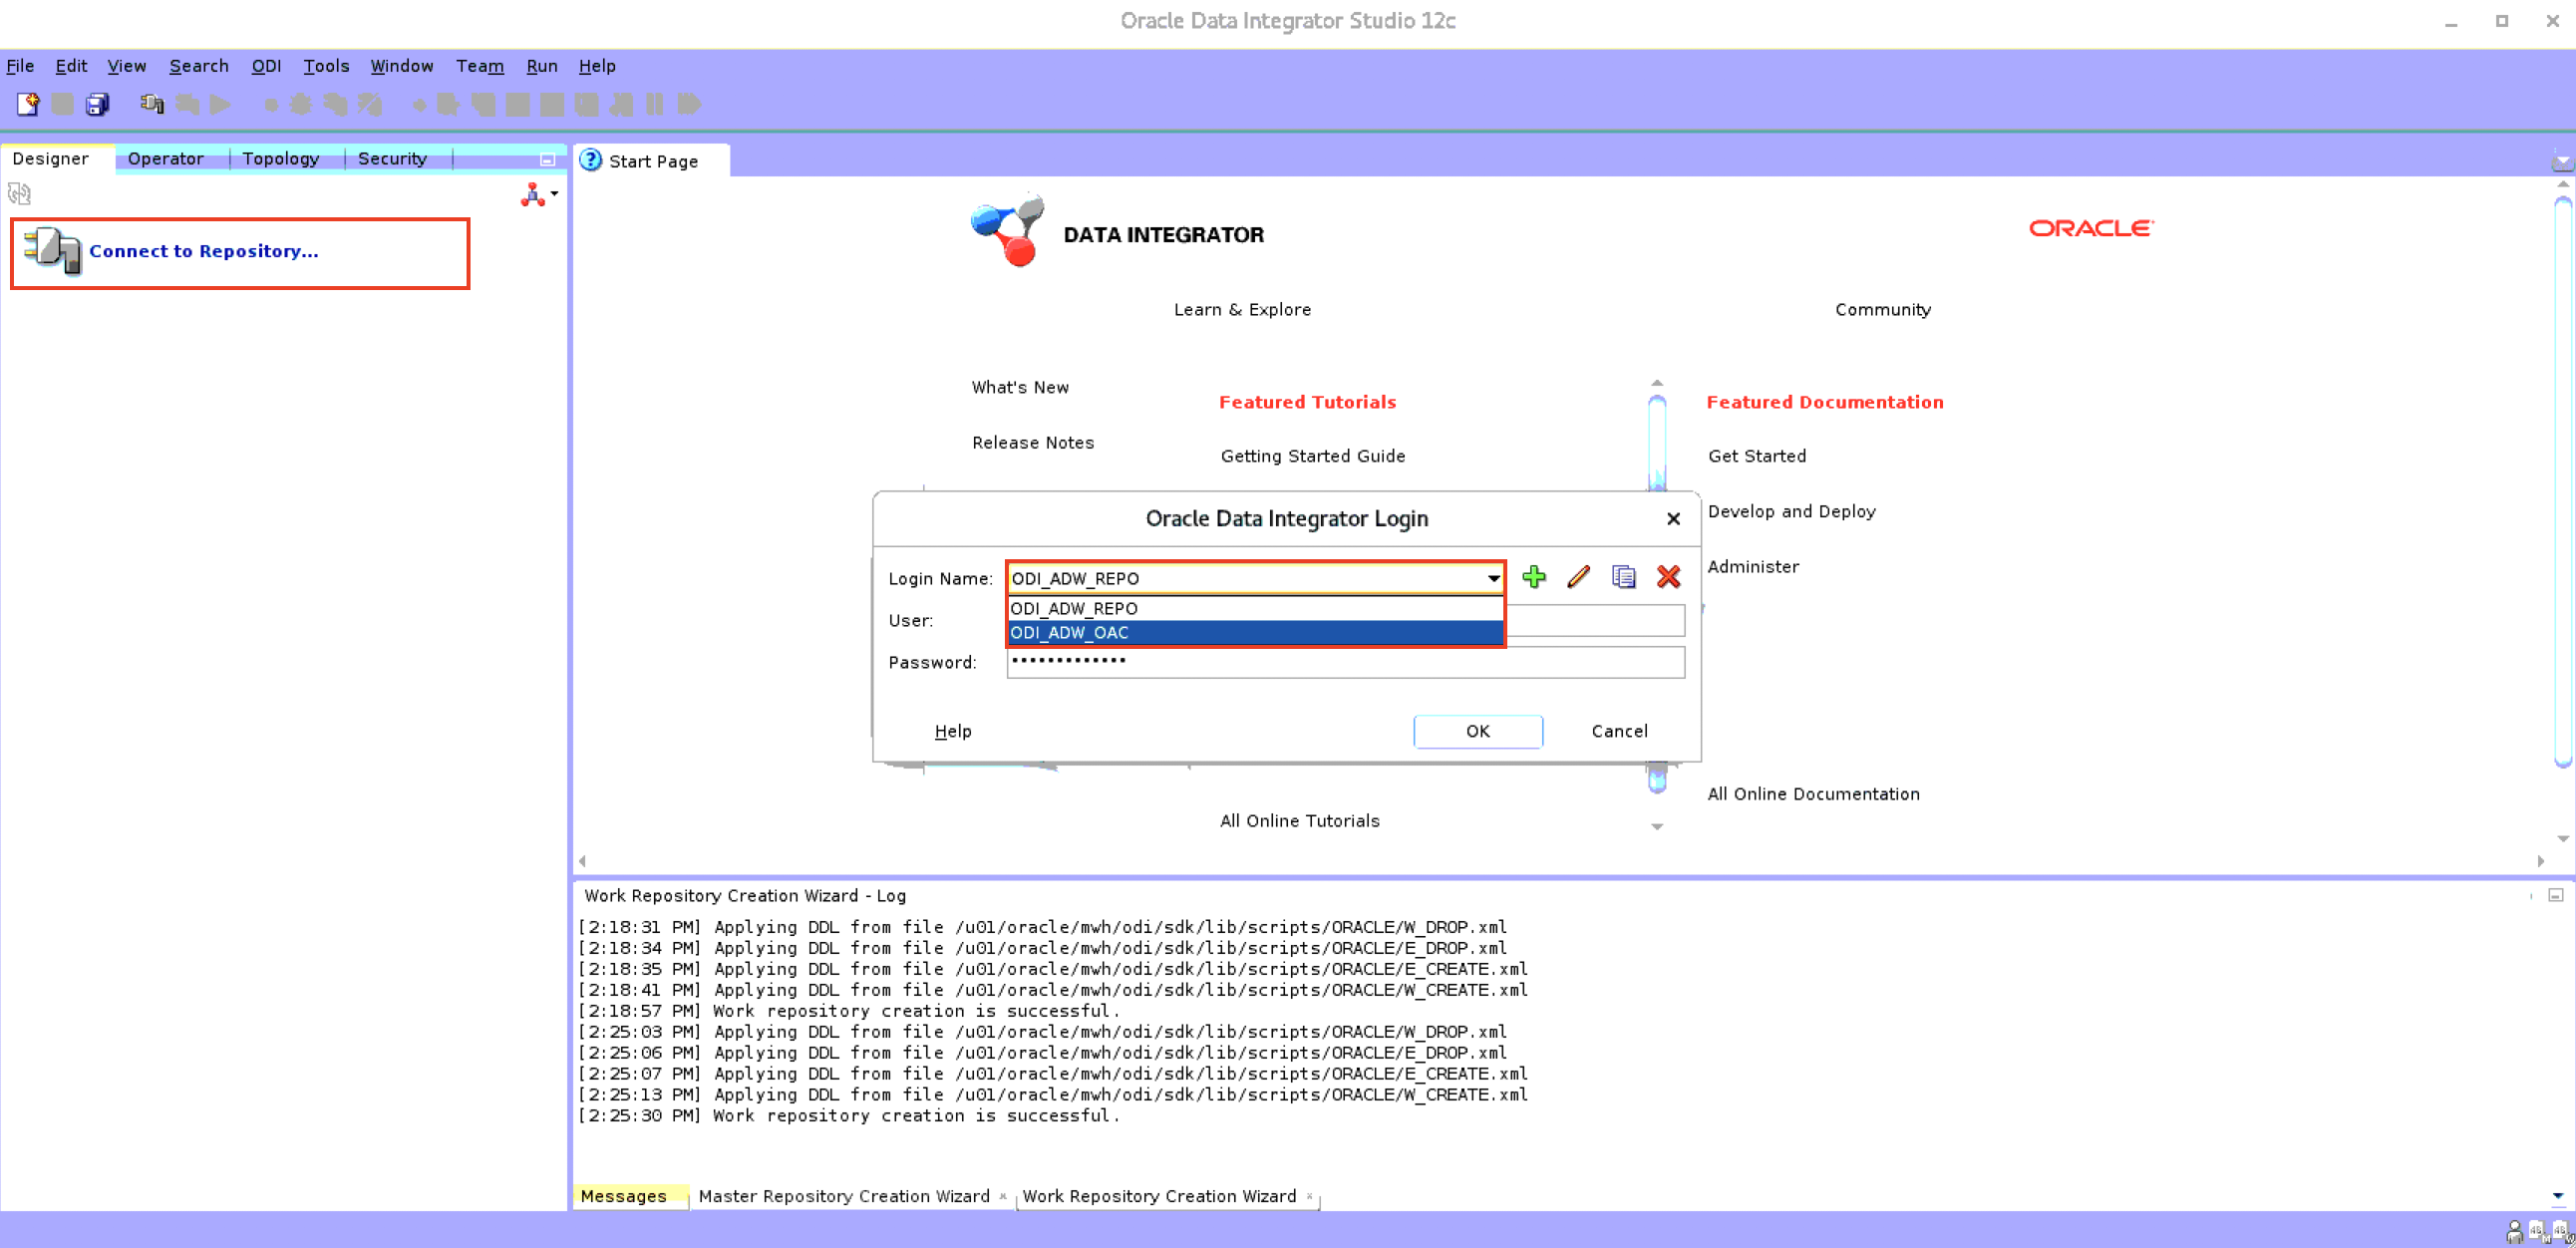 Oracle Data Integrator Studio 12c
File Edit View Search ODI Tools Window Team Run Help
Designer Operator Topology Security
Start Page
Connect to Repository...
DATA INTEGRATOR
ORACLE
Learn & Explore
Community
What's New
Release Notes
Featured Tutorials
Getting Started Guide
Featured Documentation
Get Started
Develop and Deploy
Administer
Oracle Data Integrator Login
Login Name: ODI_ADW_REPO
ODI_ADW_REPO
ODI_ADW_OAC
User:
Password: •••••••••••••
Help OK Cancel
All Online Documentation
All Online Tutorials
Work Repository Creation Wizard - Log
[2:18:31 PM] Applying DDL from file /u01/oracle/mwh/odi/sdk/lib/scripts/ORACLE/W_DROP.xml
[2:18:34 PM] Applying DDL from file /u01/oracle/mwh/odi/sdk/lib/scripts/ORACLE/E_DROP.xml
[2:18:35 PM] Applying DDL from file /u01/oracle/mwh/odi/sdk/lib/scripts/ORACLE/E_CREATE.xml
[2:18:41 PM] Applying DDL from file /u01/oracle/mwh/odi/sdk/lib/scripts/ORACLE/W_CREATE.xml
[2:18:57 PM] Work repository creation is successful.
[2:25:03 PM] Applying DDL from file /u01/oracle/mwh/odi/sdk/lib/scripts/ORACLE/W_DROP.xml
[2:25:06 PM] Applying DDL from file /u01/oracle/mwh/odi/sdk/lib/scripts/ORACLE/E_DROP.xml
[2:25:07 PM] Applying DDL from file /u01/oracle/mwh/odi/sdk/lib/scripts/ORACLE/E_CREATE.xml
[2:25:13 PM] Applying DDL from file /u01/oracle/mwh/odi/sdk/lib/scripts/ORACLE/W_CREATE.xml
[2:25:30 PM] Work repository creation is successful.
Messages Master Repository Creation Wizard Work Repository Creation Wizard